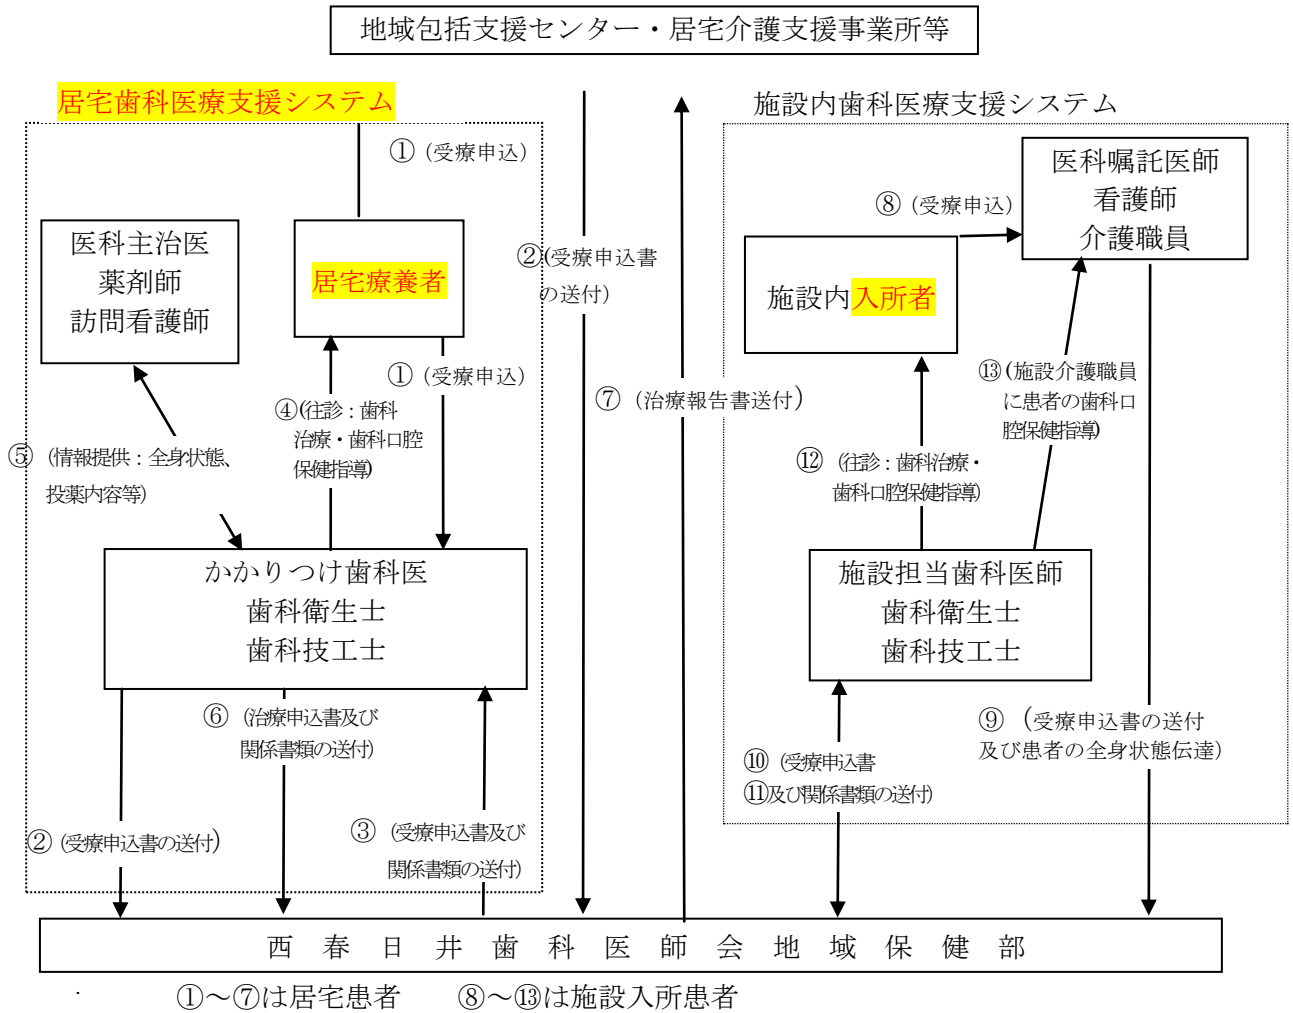 地域包括支援センター・居宅介護支援事業所等
居宅歯科医療支援システム
施設内歯科医療支援システム
①（受療申込）
医科主治医
薬剤師
訪問看護師
居宅療養者
①（受療申込）
④(往診：歯科
治療・歯科口腔
保健指導)
⑤（情報提供：全身状態、
投薬内容等）
かかりつけ歯科医
歯科衛生士
歯科技工士
⑥（治療申込書及び
関係書類の送付）
②（受療申込書の送付）
③（受療申込書及び
関係書類の送付）
②(受療申込書
の送付）
⑦（治療報告書送付）
⑧（受療申込）
医科嘱託医師
看護師
介護職員
施設内入所者
⑬(施設介護職員
に患者の歯科口
腔保健指導)
⑫（往診：歯科治療・
歯科口腔保健指導）
施設担当歯科医師
歯科衛生士
歯科技工士
⑨（受療申込書の送付
及び患者の全身状態伝達）
⑩（受療申込書
⑪及び関係書類の送付）
西春日井歯科医師会地域保健部
①～⑦は居宅患者　⑧～⑬は施設入所患者